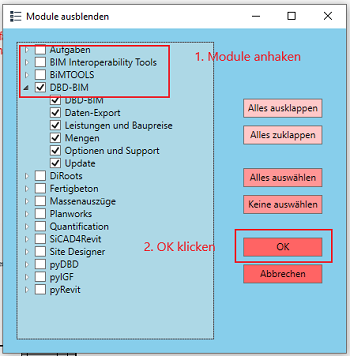 Module ausblenden
1. Module anhaken
Aufgaben
BIM Interoperability Tools
BiMTOOLS
DBD-BIM
DBD-BIM
Daten-Export
Leistungen und Baupreise
Mengen
Optionen und Support
Update
DiRoots
Fertigbeton
Massenauszüge
Planworks
Quantification
SiCAD4Revit
Site Designer
pyDBD
pyIGF
pyRevit
Alles ausklappen
Alles zuklappen
Alles auswählen
Keine auswählen
2. OK klicken
OK
Abbrechen